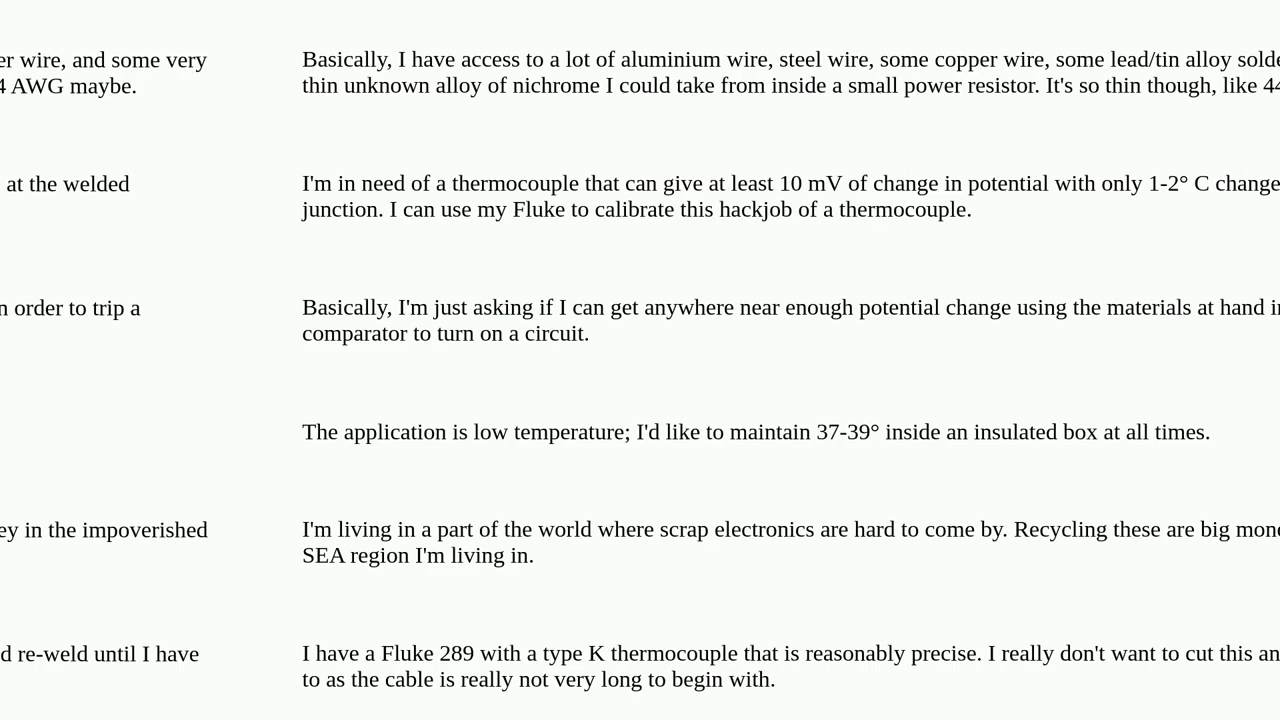 er wire, and some very
4 AWG maybe.
at the welded
n order to trip a
ey in the impoverished
d re-weld until I have
Basically, I have access to a lot of aluminium wire, steel wire, some copper wire, some lead/tin alloy solde
thin unknown alloy of nichrome I could take from inside a small power resistor. It's so thin though, like 44
I'm in need of a thermocouple that can give at least 10 mV of change in potential with only 1-2° C change
junction. I can use my Fluke to calibrate this hackjob of a thermocouple.
Basically, I'm just asking if I can get anywhere near enough potential change using the materials at hand in
comparator to turn on a circuit.
The application is low temperature; I'd like to maintain 37-39° inside an insulated box at all times.
I'm living in a part of the world where scrap electronics are hard to come by. Recycling these are big mone
SEA region I'm living in.
I have a Fluke 289 with a type K thermocouple that is reasonably precise. I really don't want to cut this an
to as the cable is really not very long to begin with.